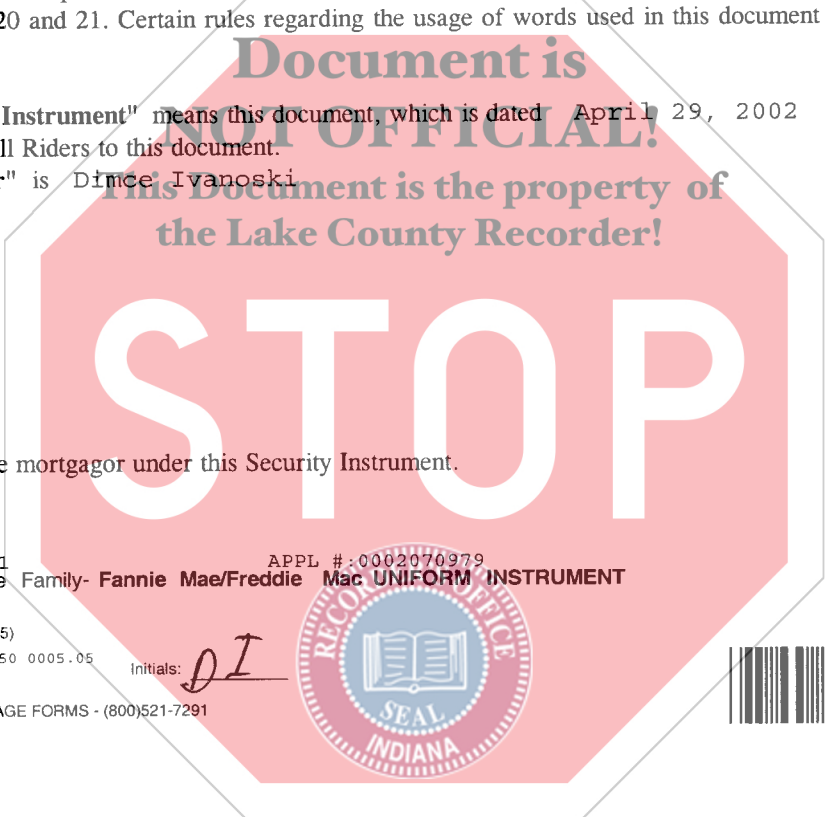 20 and 21. Certain rules regarding the usage of words used in this document
Document is
Instrument" means this document, which is dated April 29, 2002
NOT OFFICIAL!
ll Riders to this document.
r" is Dimce Ivanoski
This Document is the property of
the Lake County Recorder!
STOP
e mortgagor under this Security Instrument.
1 APPL #:0002070979
e Family- Fannie Mae/Freddie Mac UNIFORM INSTRUMENT
5)
50 0005.05 Initials: DI
AGE FORMS - (800)521-7291
OFFICE
SEAL
INDIANA